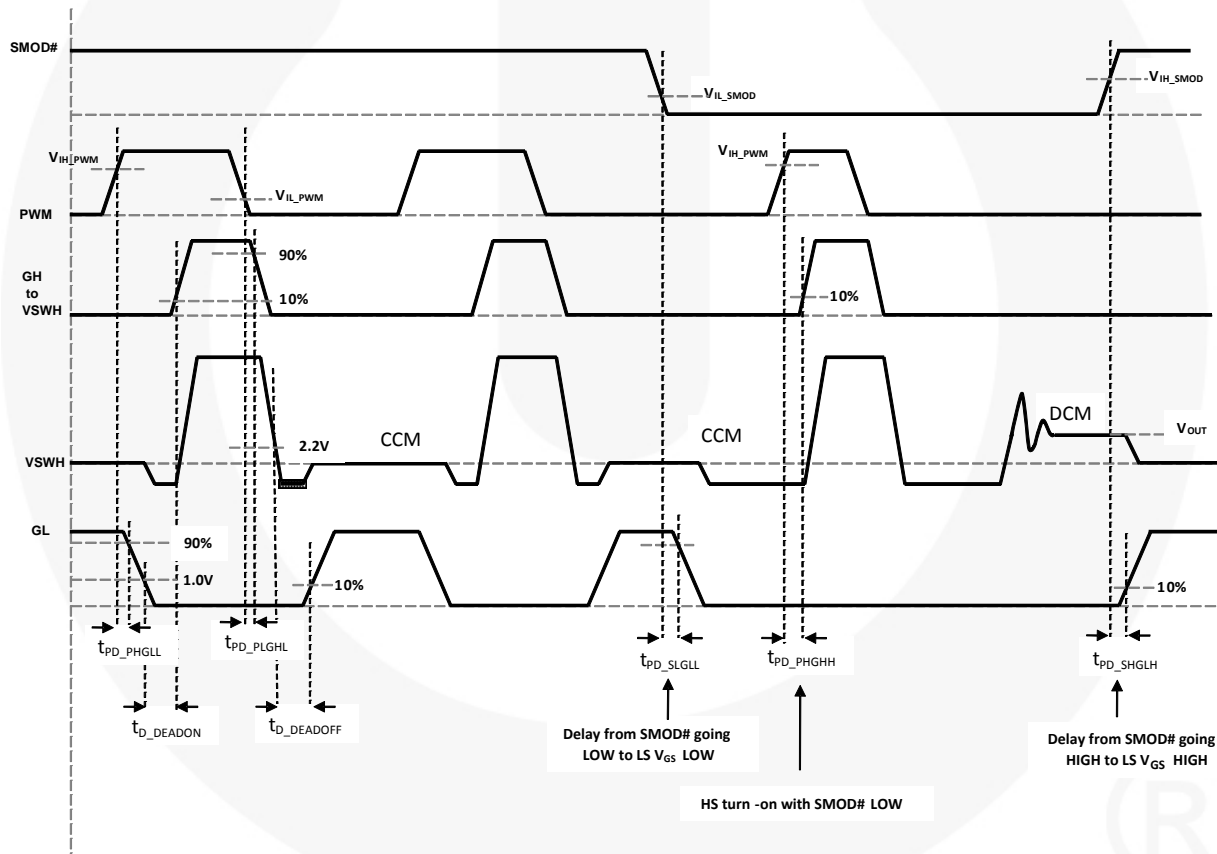 SMOD#
V_IL_SMOD
V_IH_SMOD
V_IH_PWM
V_IL_PWM
V_IH_PWM
PWM
90%
10%
10%
GH
to
VSWH
2.2V
CCM
CCM
DCM
V_OUT
VSWH
GL
90%
1.0V
10%
10%
t_PD_PHGLL
t_PD_PLGHL
t_PD_SLGLL
t_PD_PHGHH
t_PD_SHGLH
t_D_DEADON
t_D_DEADOFF
Delay from SMOD# going
LOW to LS V_GS LOW
Delay from SMOD# going
HIGH to LS V_GS HIGH
HS turn -on with SMOD# LOW
(R